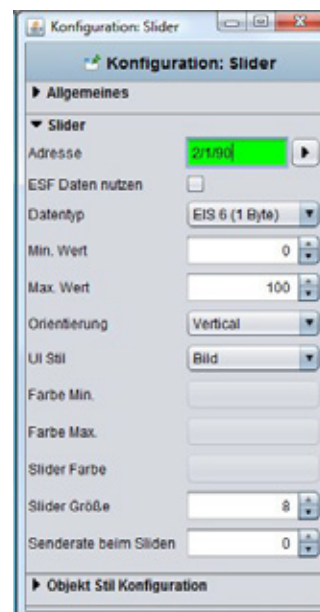 Konfiguration: Slider
Konfiguration: Slider
Allgemeines
Slider
Adresse 2/1/90
ESF Daten nutzen
Datentyp EIS 6 (1 Byte)
Min. Wert 0
Max. Wert 100
Orientierung Vertical
UI Stil Bild
Farbe Min.
Farbe Max.
Slider Farbe
Slider Größe 8
Senderate beim Sliden 0
Objekt Stil Konfiguration